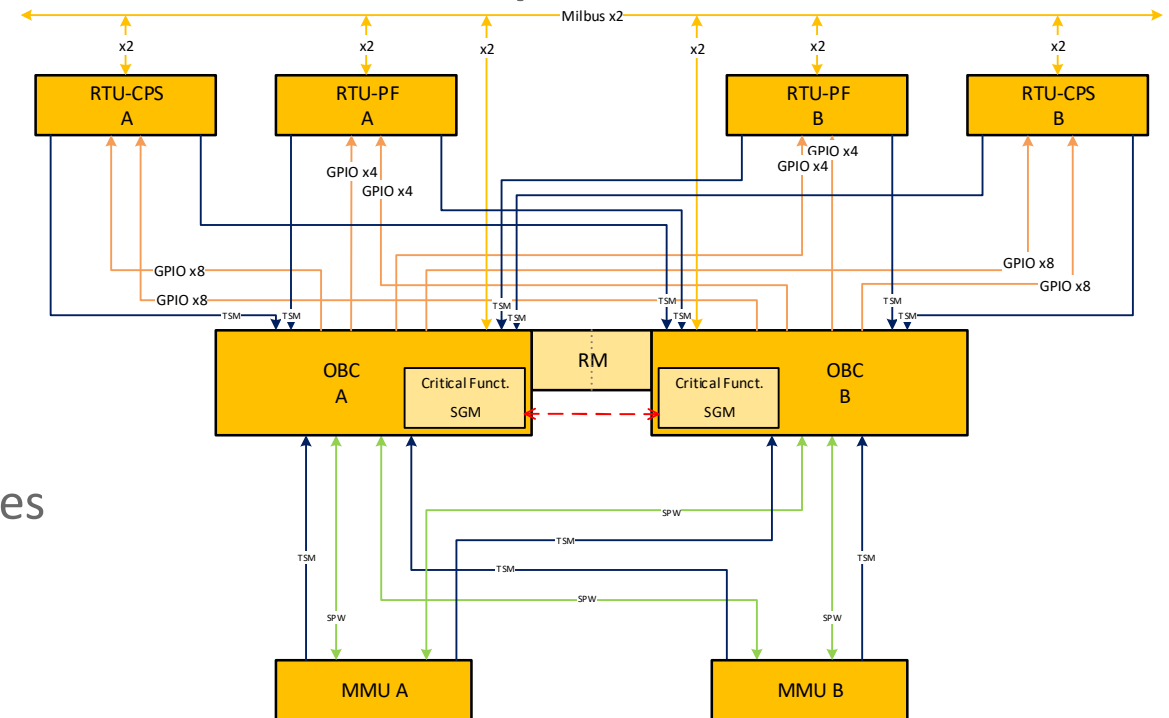 Milbus x2
x2
x2
x2
x2
x2
x2
RTU-CPS
A
RTU-PF
A
RTU-PF
B
RTU-CPS
B
GPIO x4
GPIO x4
GPIO x4
GPIO x4
GPIO x8
GPIO x8
GPIO x8
GPIO x8
TSM
TSM
TSM
TSM
TSM
TSM
TSM
TSM
OBC
A
Critical Funct.
SGM
RM
Critical Funct.
SGM
OBC
B
es
SPW
TSM
TSM
TSM
TSM
SPW
SPW
SPW
MMU A
MMU B